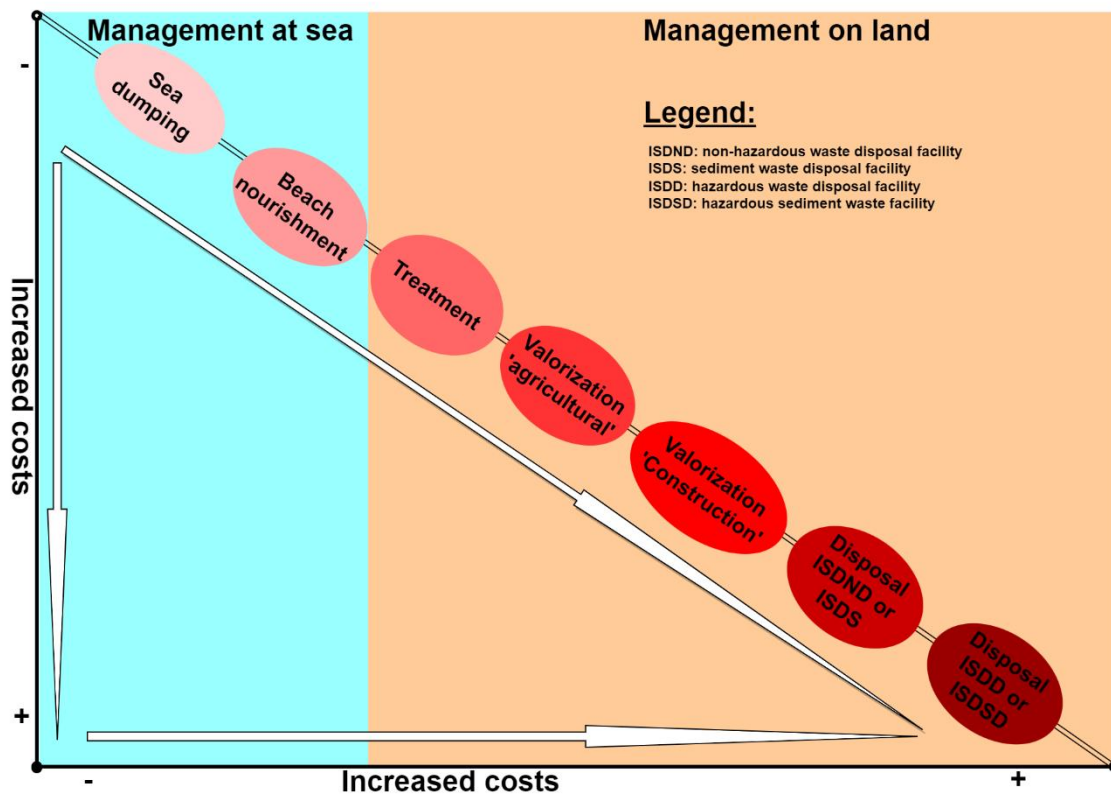 Management at sea
Management on land
-
Sea
dumping
Legend:
ISDND: non-hazardous waste disposal facility
ISDS: sediment waste disposal facility
ISDD: hazardous waste disposal facility
ISDSD: hazardous sediment waste facility
Beach
nourishment
Treatment
Increased costs
Valorization
'agricultural'
Valorization
'Construction'
Disposal
ISDND or
ISDS
Disposal
ISDD or
ISDSD
+
-
Increased costs
+